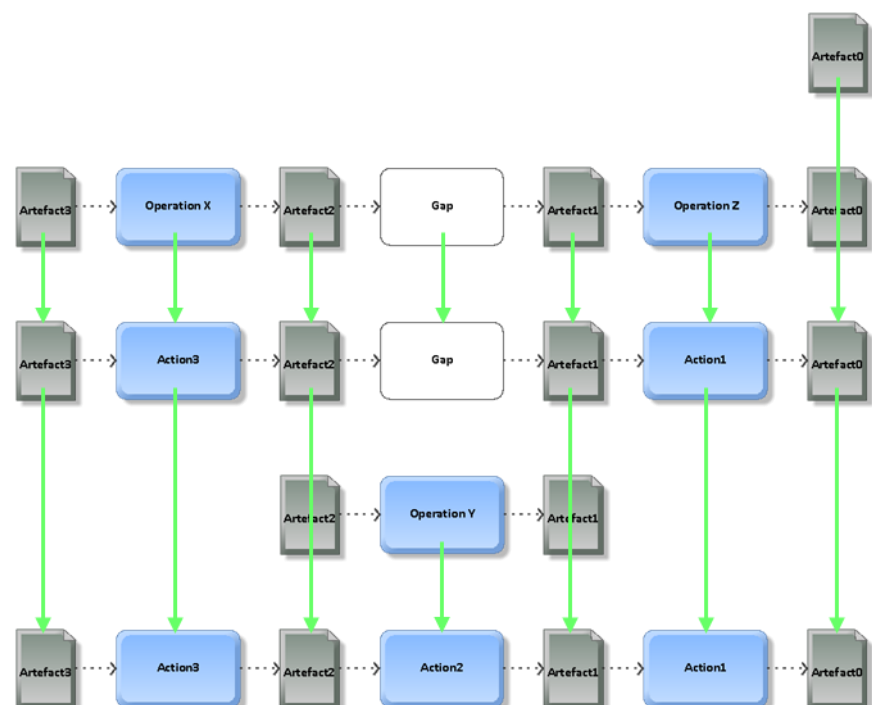 Artefact0
Artefact3 Operation X Artefact2 Gap Artefact1 Operation Z Artefact0
Artefact3 Action3 Artefact2 Gap Artefact1 Action1 Artefact0
Artefact2 Operation Y Artefact1
Artefact3 Action3 Artefact2 Action2 Artefact1 Action1 Artefact0